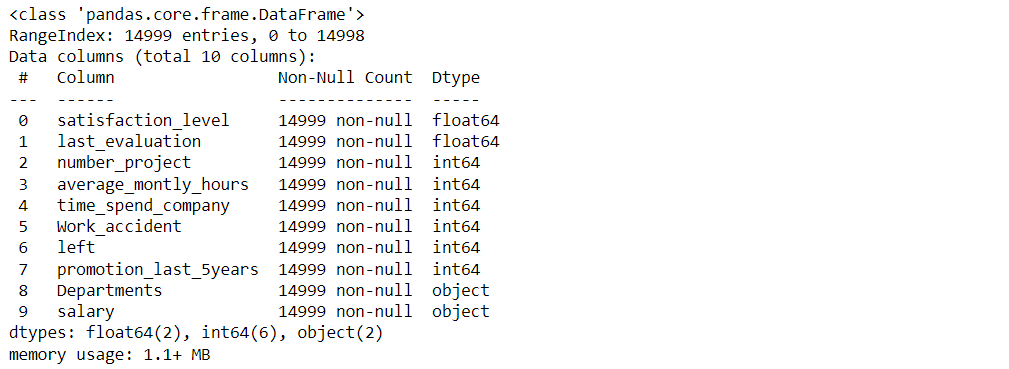 <class 'pandas.core.frame.DataFrame'>
RangeIndex: 14999 entries, 0 to 14998
Data columns (total 10 columns):
 #   Column                 Non-Null Count  Dtype
---  ------                 --------------  -----
 0   satisfaction_level     14999 non-null  float64
 1   last_evaluation        14999 non-null  float64
 2   number_project         14999 non-null  int64
 3   average_montly_hours   14999 non-null  int64
 4   time_spend_company     14999 non-null  int64
 5   Work_accident          14999 non-null  int64
 6   left                   14999 non-null  int64
 7   promotion_last_5years  14999 non-null  int64
 8   Departments            14999 non-null  object
 9   salary                 14999 non-null  object
dtypes: float64(2), int64(6), object(2)
memory usage: 1.1+ MB